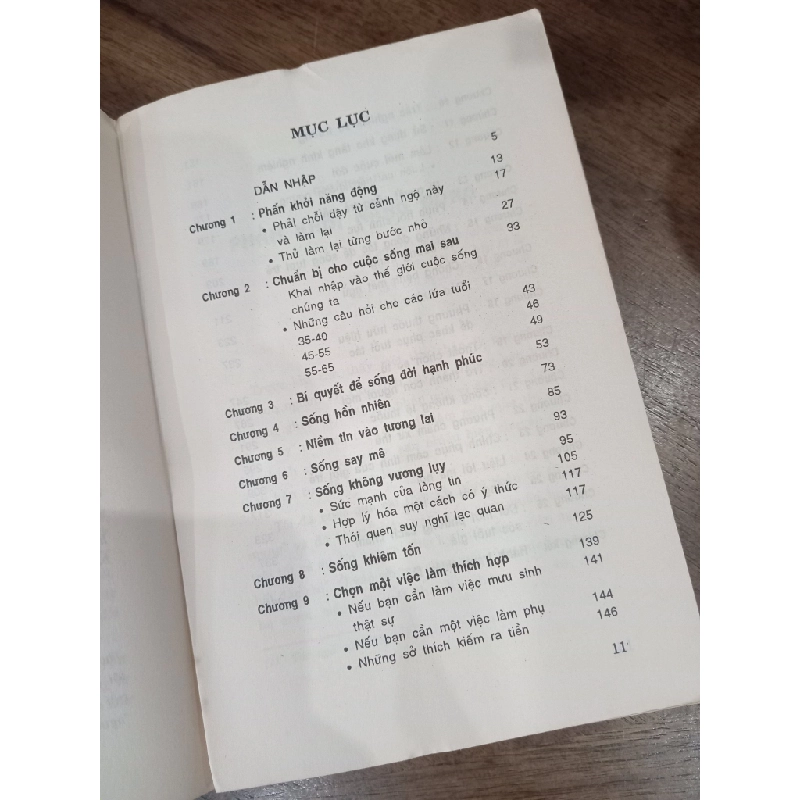 MỤC LỤC
DẪN NHẬP 5
Chương 1 : Phấn khởi năng động 13
• Phải chổi dậy từ cảnh ngộ này 17
và làm lại
• Thử làm lại từng bước nhỏ 27
Chương 2 : Chuẩn bị cho cuộc sống mai sau 33
Khai nhập vào thế giới cuộc sống
chúng ta
• Những câu hỏi cho các lứa tuổi
35-40 43
45-55 46
55-65 49
Chương 3 : Bí quyết để sống đời hạnh phúc 53
Chương 4 : Sống hồn nhiên 73
Chương 5 : Niềm tin vào tương lai 85
Chương 6 : Sống say mê 93
Chương 7 : Sống không vương lụy 95
• Sức mạnh của lòng tin 105
• Hợp lý hóa một cách có ý thức 117
• Thói quen suy nghĩ lạc quan 117
Chương 8 : Sống khiêm tốn 125
Chương 9 : Chọn một việc làm thích hợp 139
• Nếu bạn cần làm việc mưu sinh 141
thật sự
• Nếu bạn cần một việc làm phụ 144
• Những sở thích kiếm ra tiền 146